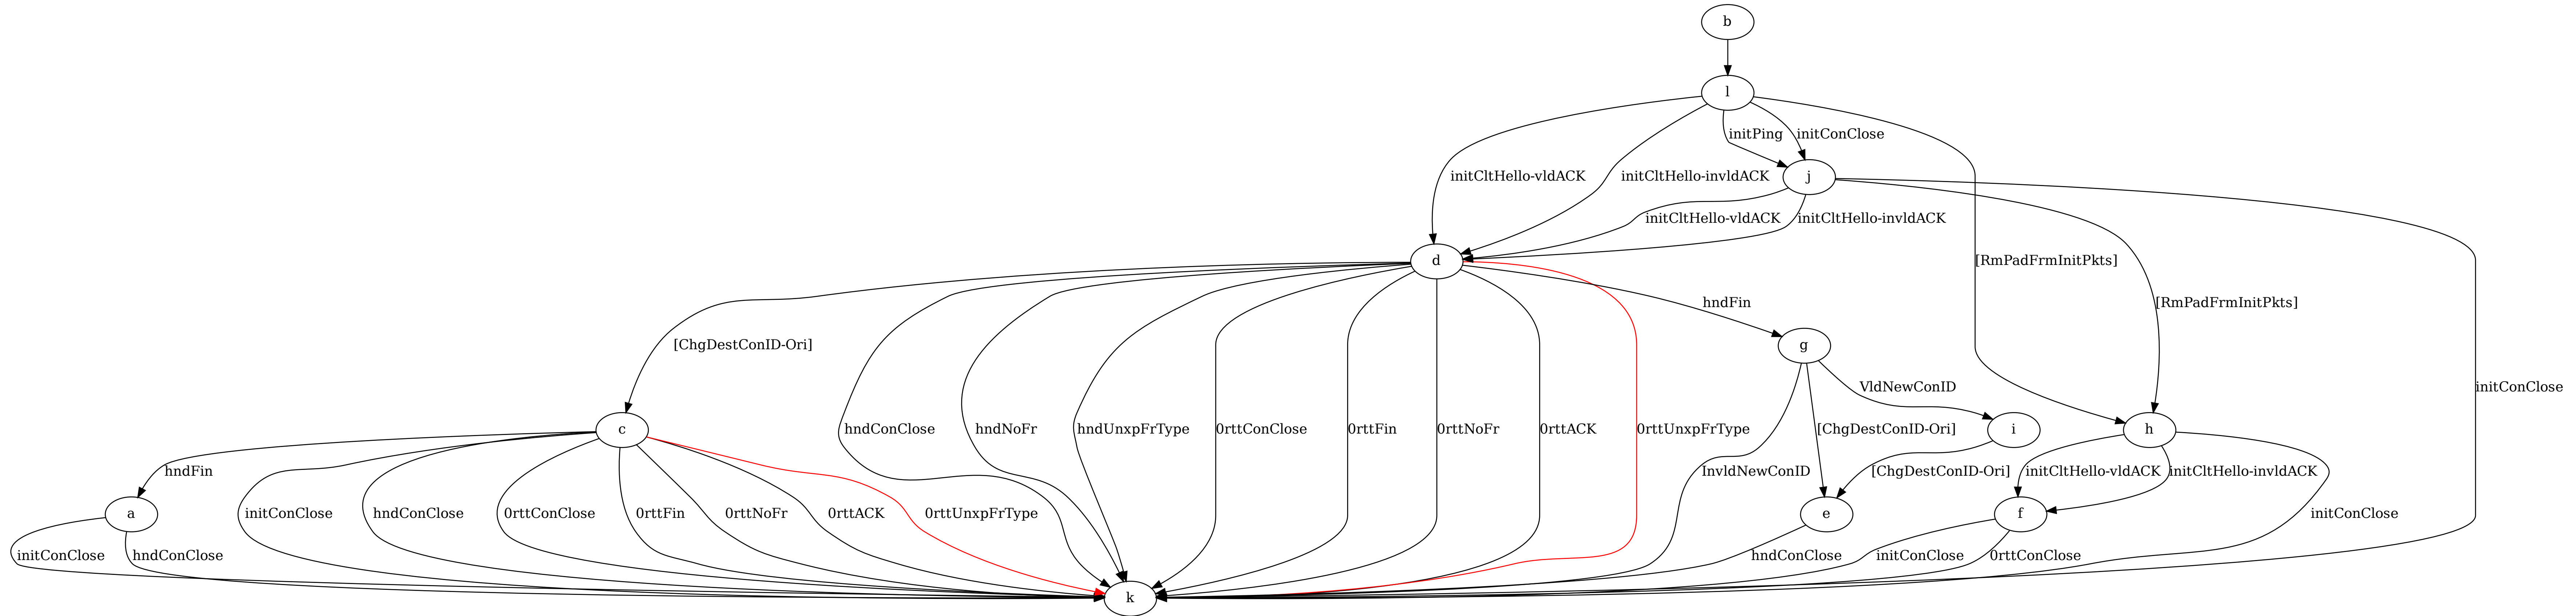 b
l
initPing
initConClose
initCltHello-vldACK
initCltHello-invldACK
j
initCltHello-vldACK
initCltHello-invldACK
d
[RmPadFrmInitPkts]
[RmPadFrmInitPkts]
hndFin
[ChgDestConID-Ori]
g
VldNewConID
initConClose
c
hndConClose
hndNoFr
hndUnxpFrType
0rttConClose
0rttFin
0rttNoFr
0rttACK
0rttUnxpFrType
[ChgDestConID-Ori]
i
h
hndFin
InvldNewConID
[ChgDestConID-Ori]
initCltHello-vldACK
initCltHello-invldACK
a
initConClose
hndConClose
0rttConClose
0rttFin
0rttNoFr
0rttACK
0rttUnxpFrType
e
f
initConClose
initConClose
hndConClose
hndConClose
initConClose
0rttConClose
k